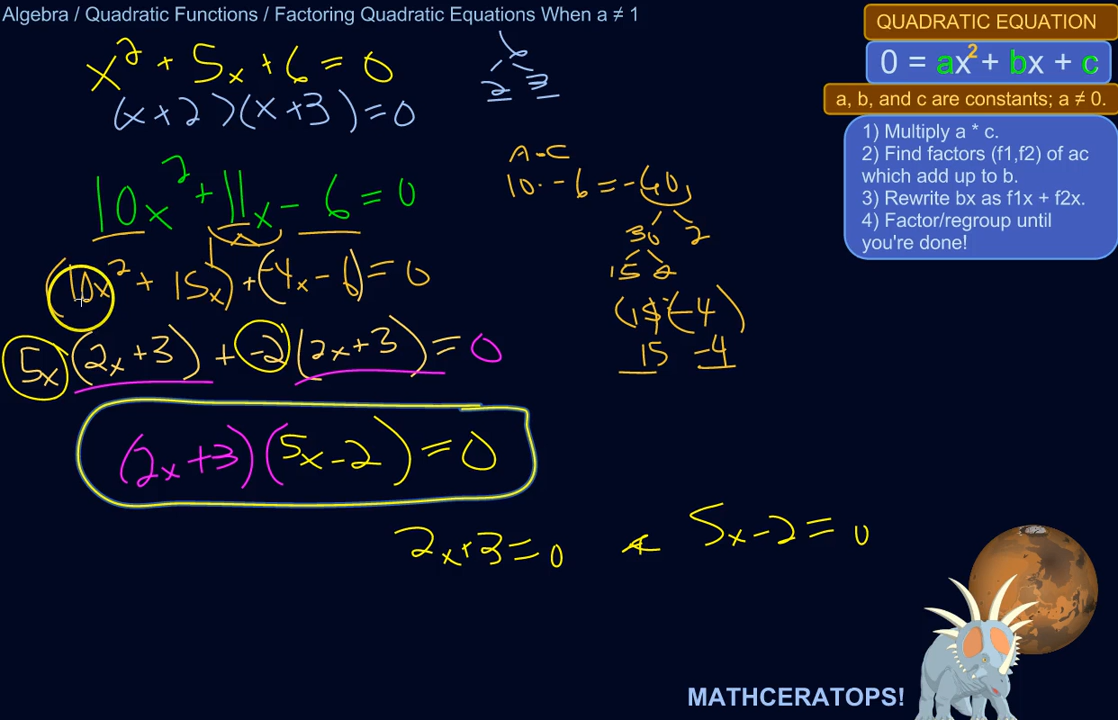 Algebra / Quadratic Functions / Factoring Quadratic Equations When a ≠ 1
x² + 5x + 6 = 0
(x + 2)(x + 3) = 0
6
2 3
10x² + 11x - 6 = 0
(10x² + 15x) + (-4x - 6) = 0
5x(2x + 3) + -2(2x + 3) = 0
(2x + 3)(5x - 2) = 0
2x + 3 = 0 & 5x - 2 = 0
A·C
10·-6 = -60
30 2
15 2
(15)(-4)
15 -4
QUADRATIC EQUATION
0 = ax² + bx + c
a, b, and c are constants; a ≠ 0.
1) Multiply a * c.
2) Find factors (f1,f2) of ac
which add up to b.
3) Rewrite bx as f1x + f2x.
4) Factor/regroup until
you're done!
MATHCERATOPS!